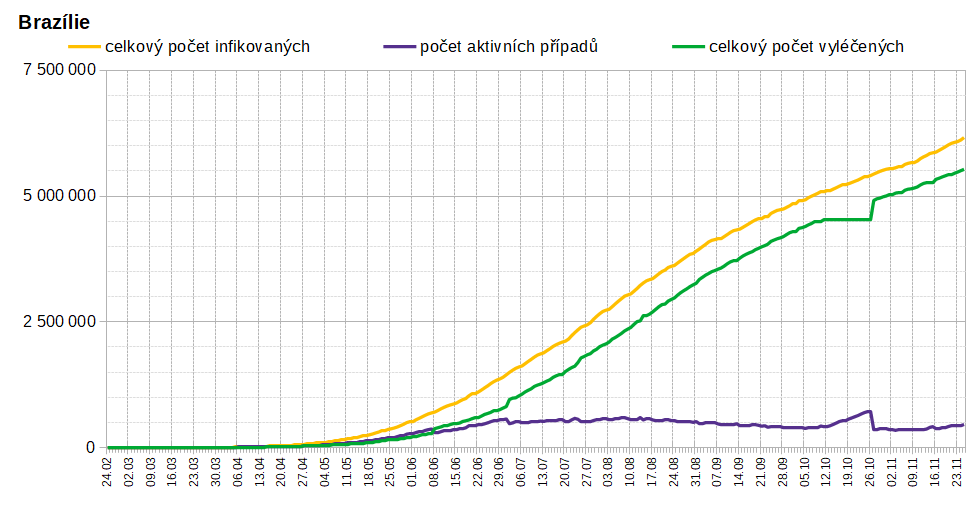 Brazílie
celkový počet infikovaných počet aktivních případů celkový počet vyléčených
7 500 000
5 000 000
2 500 000
0
24.02 02.03 09.03 16.03 23.03 30.03 06.04 13.04 20.04 27.04 04.05 11.05 18.05 25.05 01.06 08.06 15.06 22.06 29.06 06.07 13.07 20.07 27.07 03.08 10.08 17.08 24.08 31.08 07.09 14.09 21.09 28.09 05.10 12.10 19.10 26.10 02.11 09.11 16.11 23.11